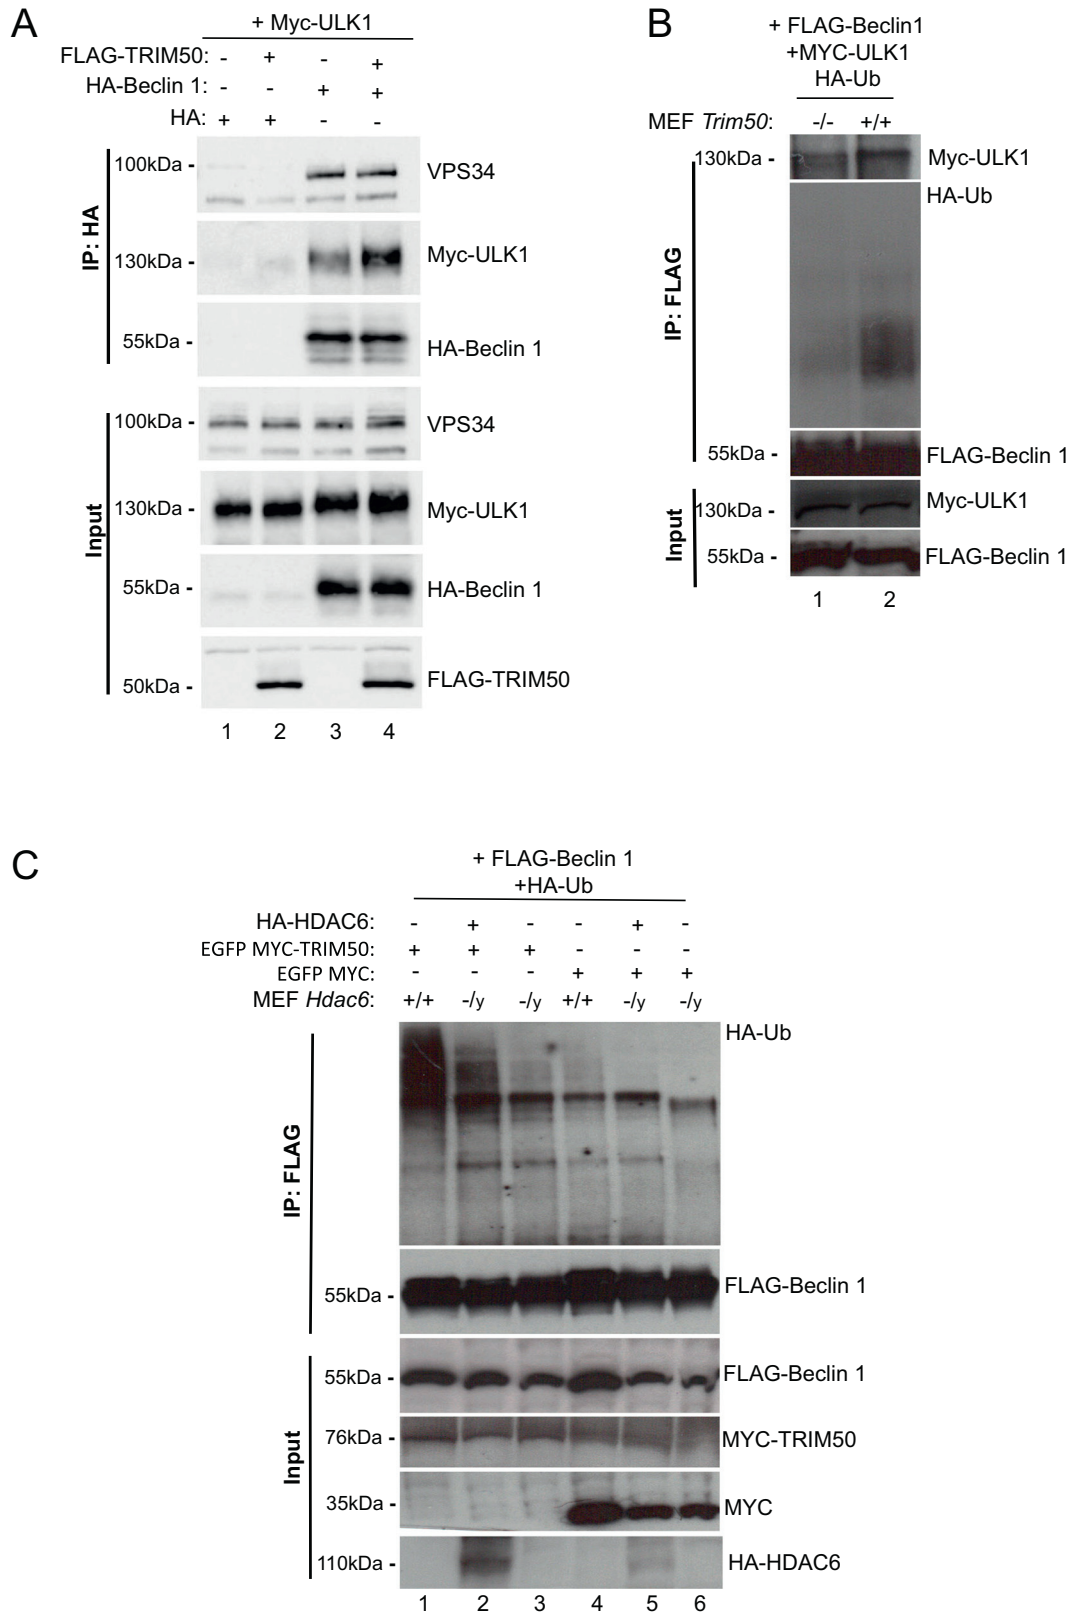 A
+ Myc-ULK1
FLAG-TRIM50: - + - +
HA-Beclin 1: - - + +
HA: + + - -
IP: HA
100kDa - VPS34
130kDa - Myc-ULK1
55kDa - HA-Beclin 1
Input
100kDa - VPS34
130kDa - Myc-ULK1
55kDa - HA-Beclin 1
50kDa - FLAG-TRIM50
1 2 3 4
B
+ FLAG-Beclin1
+MYC-ULK1
HA-Ub
MEF Trim50: -/- +/+
IP: FLAG
130kDa - Myc-ULK1
HA-Ub
55kDa - FLAG-Beclin 1
Input
130kDa - Myc-ULK1
55kDa - FLAG-Beclin 1
1 2
C
+ FLAG-Beclin 1
+HA-Ub
HA-HDAC6: - + - - + -
EGFP MYC-TRIM50: + + + - - -
EGFP MYC: - - - + + +
MEF Hdac6: +/+ -/y -/y +/+ -/y -/y
IP: FLAG
HA-Ub
55kDa - FLAG-Beclin 1
Input
55kDa - FLAG-Beclin 1
76kDa - MYC-TRIM50
35kDa - MYC
110kDa - HA-HDAC6
1 2 3 4 5 6